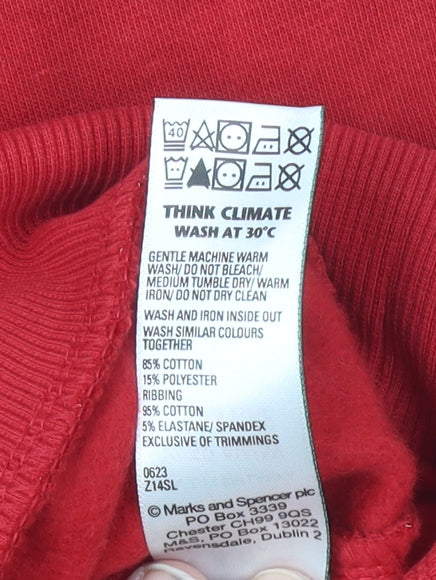 40
THINK CLIMATE
WASH AT 30°C
GENTLE MACHINE WARM
WASH/ DO NOT BLEACH/
MEDIUM TUMBLE DRY/ WARM
IRON/ DO NOT DRY CLEAN
WASH AND IRON INSIDE OUT
WASH SIMILAR COLOURS
TOGETHER
85% COTTON
15% POLYESTER
RIBBING
95% COTTON
5% ELASTANE/ SPANDEX
EXCLUSIVE OF TRIMMINGS
0623
Z14SL
© Marks and Spencer plc
PO Box 3339
Chester CH99 9QS
M&S, PO Box 13022
Ravensdale, Dublin 2